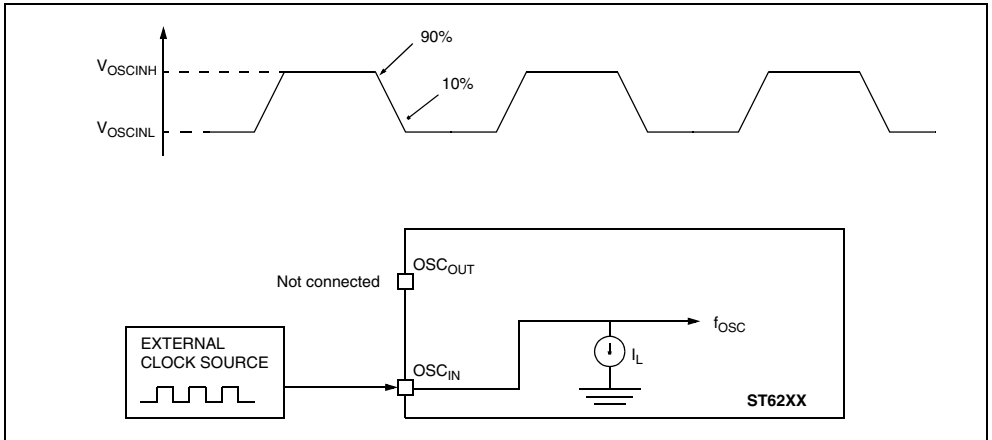 90%
V_OSCINH
10%
V_OSCINL
OSC_OUT
Not connected
f_OSC
EXTERNAL
CLOCK SOURCE
I_L
OSC_IN
ST62XX